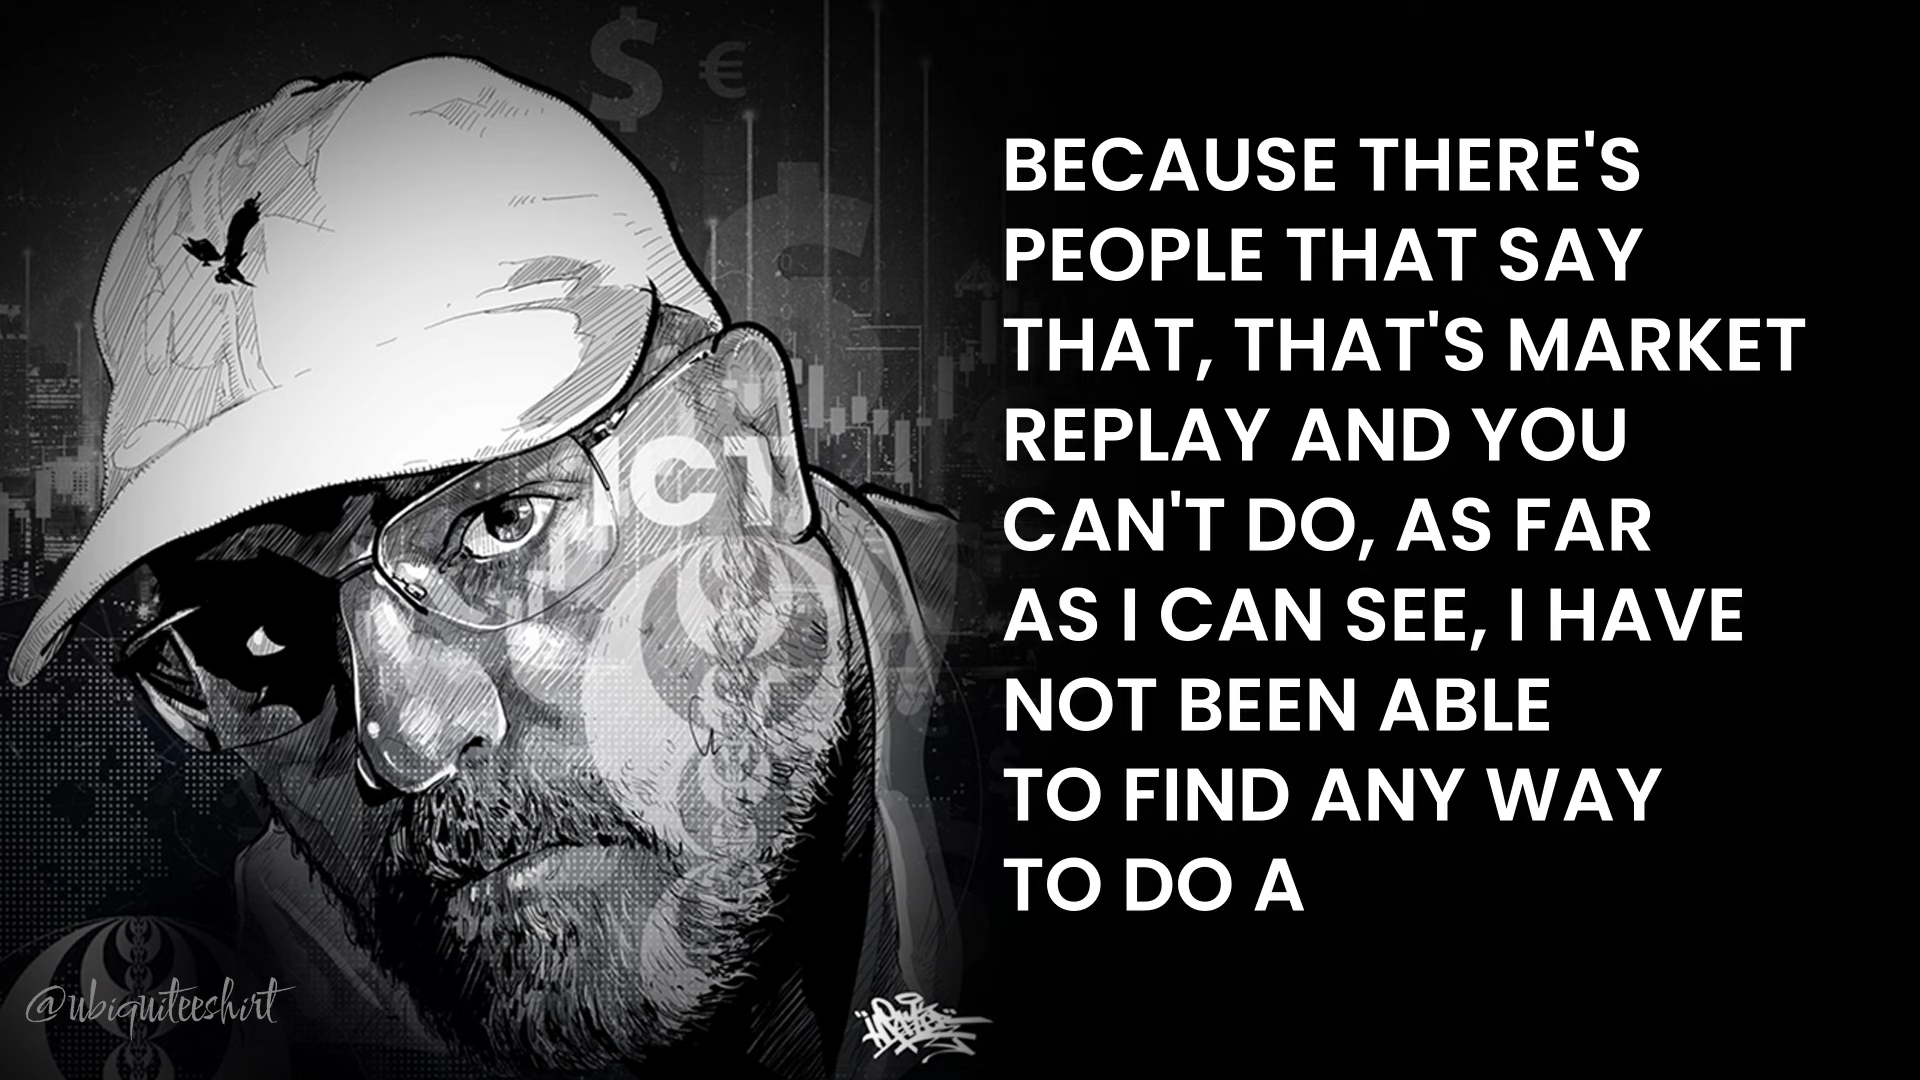 $ €
ICT
BECAUSE THERE'S
PEOPLE THAT SAY
THAT, THAT'S MARKET
REPLAY AND YOU
CAN'T DO, AS FAR
AS I CAN SEE, I HAVE
NOT BEEN ABLE
TO FIND ANY WAY
TO DO A
@ubiquiteeshirt